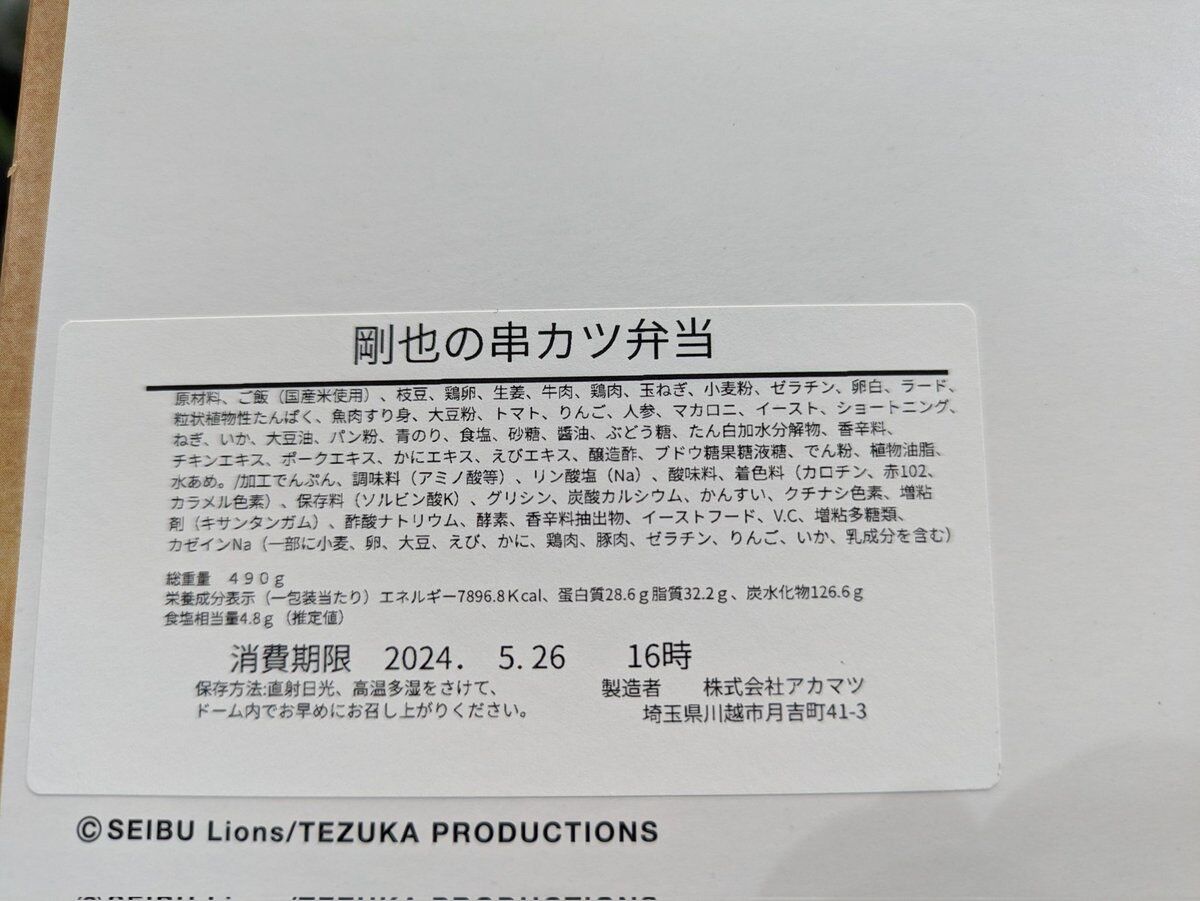 剛也の串カツ弁当
原材料、ご飯（国産米使用）、枝豆、鶏卵、生姜、牛肉、鶏肉、玉ねぎ、小麦粉、ゼラチン、卵白、ラード、
粒状植物性たんぱく、魚肉すり身、大豆粉、トマト、りんご、人参、マカロニ、イースト、ショートニング、
ねぎ、いか、大豆油、パン粉、青のり、食塩、砂糖、醤油、ぶどう糖、たん白加水分解物、香辛料、
チキンエキス、ポークエキス、かにエキス、えびエキス、醸造酢、ブドウ糖果糖液糖、でん粉、植物油脂、
水あめ。/加工でんぷん、調味料（アミノ酸等）、リン酸塩（Na）、酸味料、着色料（カロチン、赤102、
カラメル色素）、保存料（ソルビン酸K）、グリシン、炭酸カルシウム、かんすい、クチナシ色素、増粘
剤（キサンタンガム）、酢酸ナトリウム、酵素、香辛料抽出物、イーストフード、V.C、増粘多糖類、
カゼインNa（一部に小麦、卵、大豆、えび、かに、鶏肉、豚肉、ゼラチン、りんご、いか、乳成分を含む）
総重量　４９０ｇ
栄養成分表示（一包装当たり）エネルギー7896.8Kcal、蛋白質28.6ｇ脂質32.2ｇ、炭水化物126.6ｇ
食塩相当量4.8ｇ（推定値）
消費期限　2024.　5. 26　　16時
保存方法:直射日光、高温多湿をさけて、　　製造者　　株式会社アカマツ
ドーム内でお早めにお召し上がりください。　　埼玉県川越市月吉町41-3
©SEIBU Lions/TEZUKA PRODUCTIONS
©SEIBU Lions/TEZUKA PRODUCTIONS